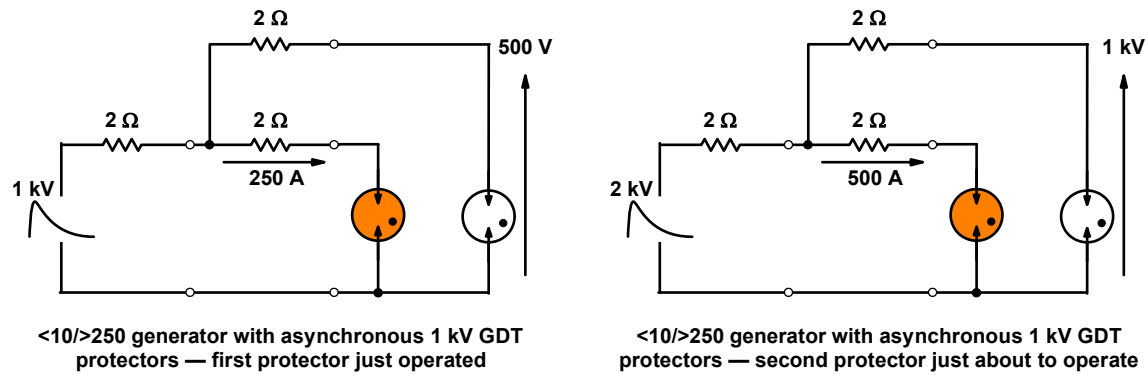 2 Ω
500 V
2 Ω
2 Ω
250 A
1 kV
<10/>250 generator with asynchronous 1 kV GDT
protectors — first protector just operated
2 Ω
1 kV
2 Ω
2 Ω
500 A
2 kV
<10/>250 generator with asynchronous 1 kV GDT
protectors — second protector just about to operate